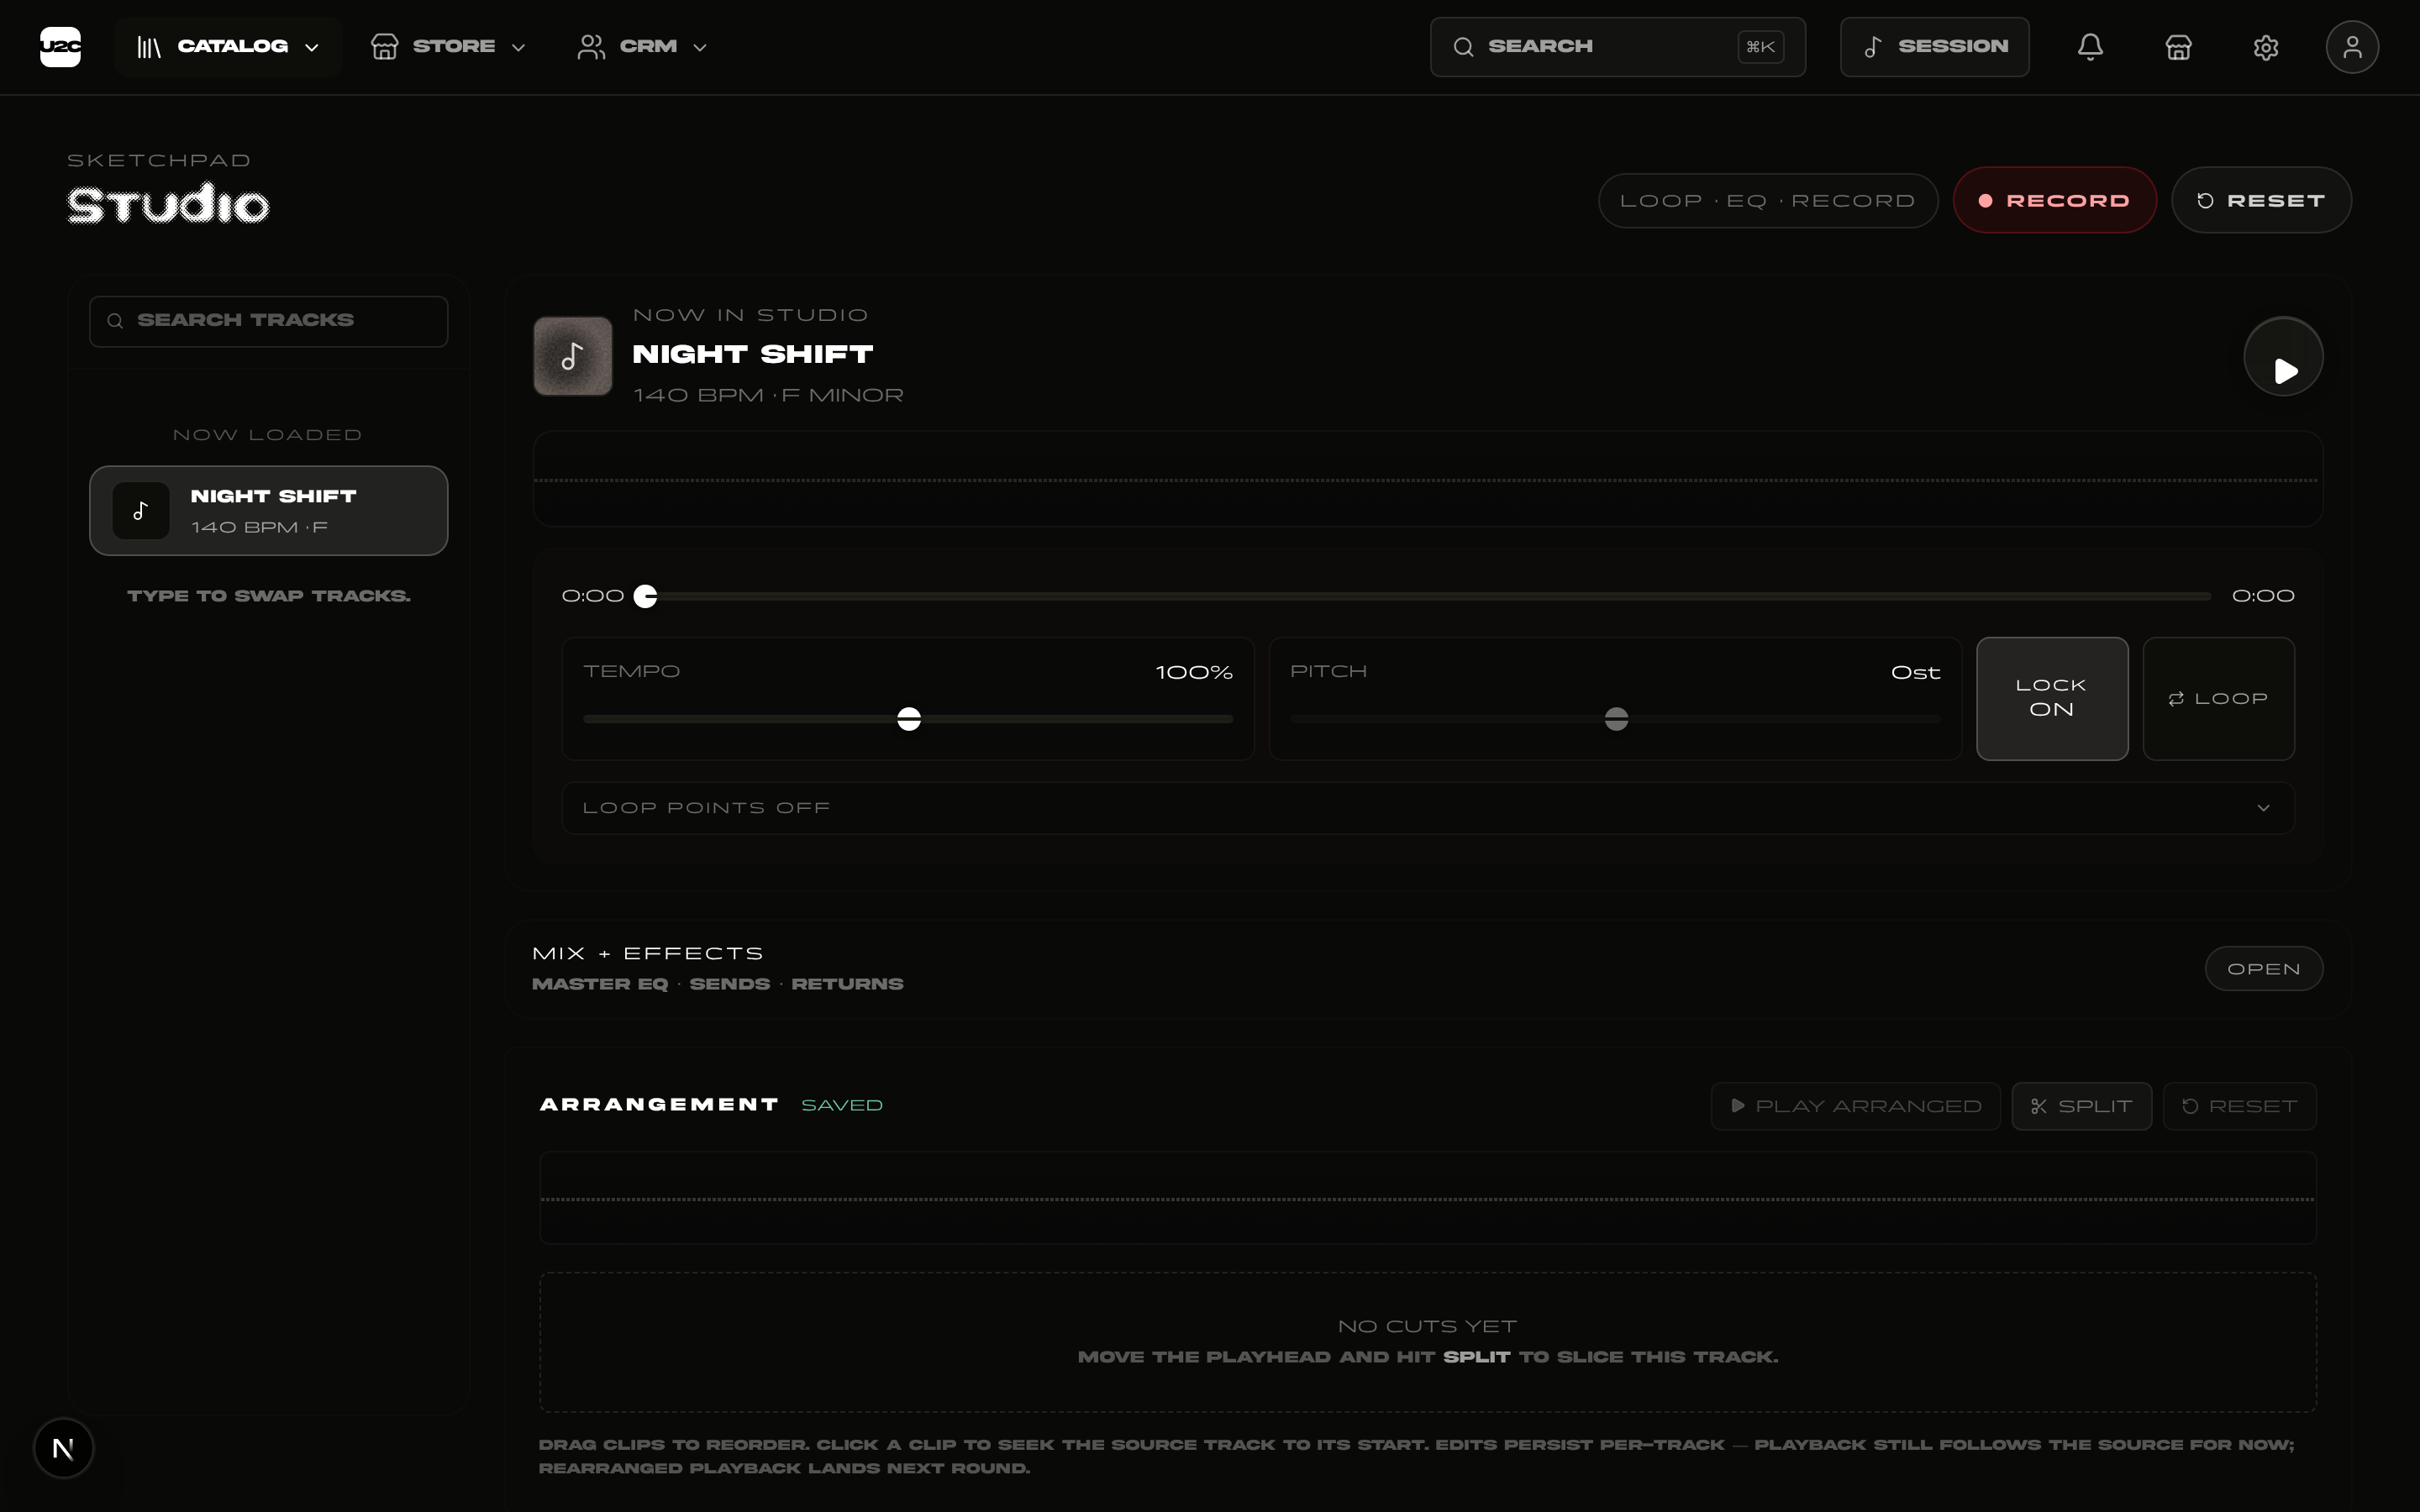 U2C CATALOG STORE CRM SEARCH ⌘K SESSION
SKETCHPAD
Studio
LOOP · EQ · RECORD RECORD RESET
SEARCH TRACKS
NOW LOADED
NIGHT SHIFT
140 BPM · F
TYPE TO SWAP TRACKS.
NOW IN STUDIO
NIGHT SHIFT
140 BPM · F MINOR
0:00 0:00
TEMPO 100% PITCH 0st
LOCK
ON
LOOP
LOOP POINTS OFF
MIX + EFFECTS
MASTER EQ · SENDS · RETURNS
OPEN
ARRANGEMENT SAVED PLAY ARRANGED SPLIT RESET
NO CUTS YET
MOVE THE PLAYHEAD AND HIT SPLIT TO SLICE THIS TRACK.
DRAG CLIPS TO REORDER. CLICK A CLIP TO SEEK THE SOURCE TRACK TO ITS START. EDITS PERSIST PER-TRACK — PLAYBACK STILL FOLLOWS THE SOURCE FOR NOW;
REARRANGED PLAYBACK LANDS NEXT ROUND.
N